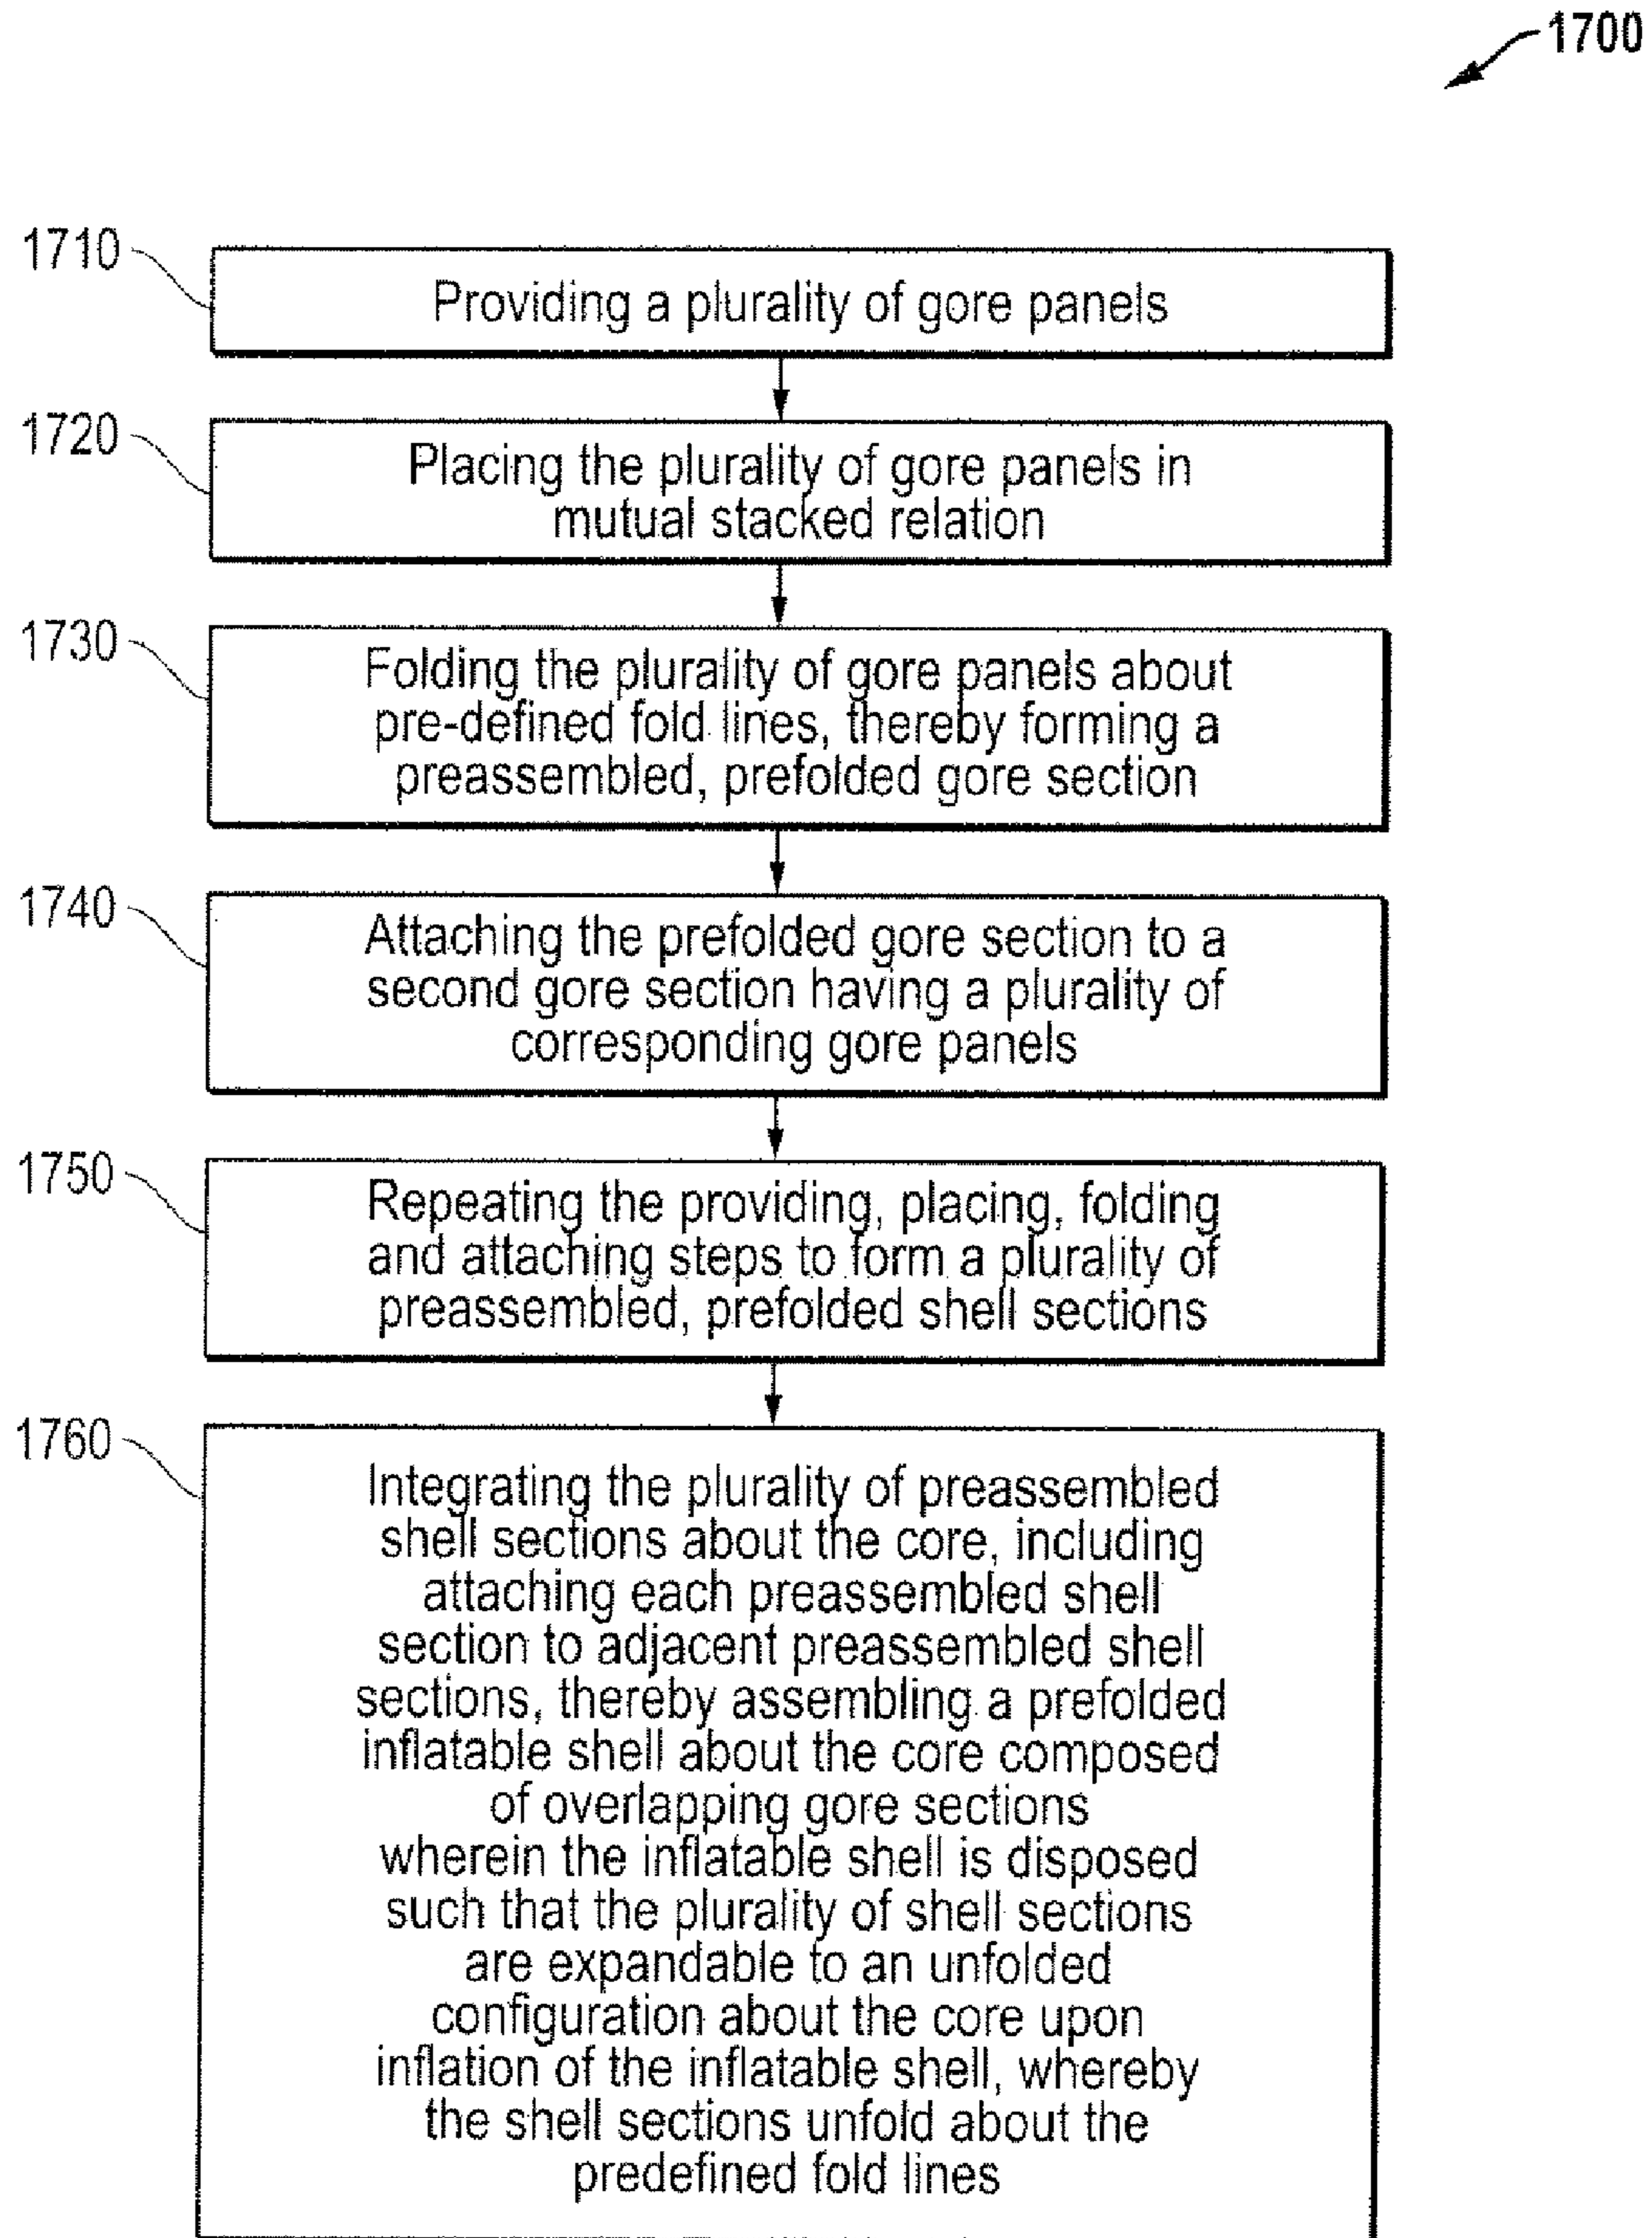 1700
1710
Providing a plurality of gore panels
1720
Placing the plurality of gore panels in
mutual stacked relation
1730
Folding the plurality of gore panels about
pre-defined fold lines, thereby forming a
preassembled, prefolded gore section
1740
Attaching the prefolded gore section to a
second gore section having a plurality of
corresponding gore panels
1750
Repeating the providing, placing, folding
and attaching steps to form a plurality of
preassembled, prefolded shell sections
1760
Integrating the plurality of preassembled
shell sections about the core, including
attaching each preassembled shell
section to adjacent preassembled shell
sections, thereby assembling a prefolded
inflatable shell about the core composed
of overlapping gore sections
wherein the inflatable shell is disposed
such that the plurality of shell sections
are expandable to an unfolded
configuration about the core upon
inflation of the inflatable shell, whereby
the shell sections unfold about the
predefined fold lines